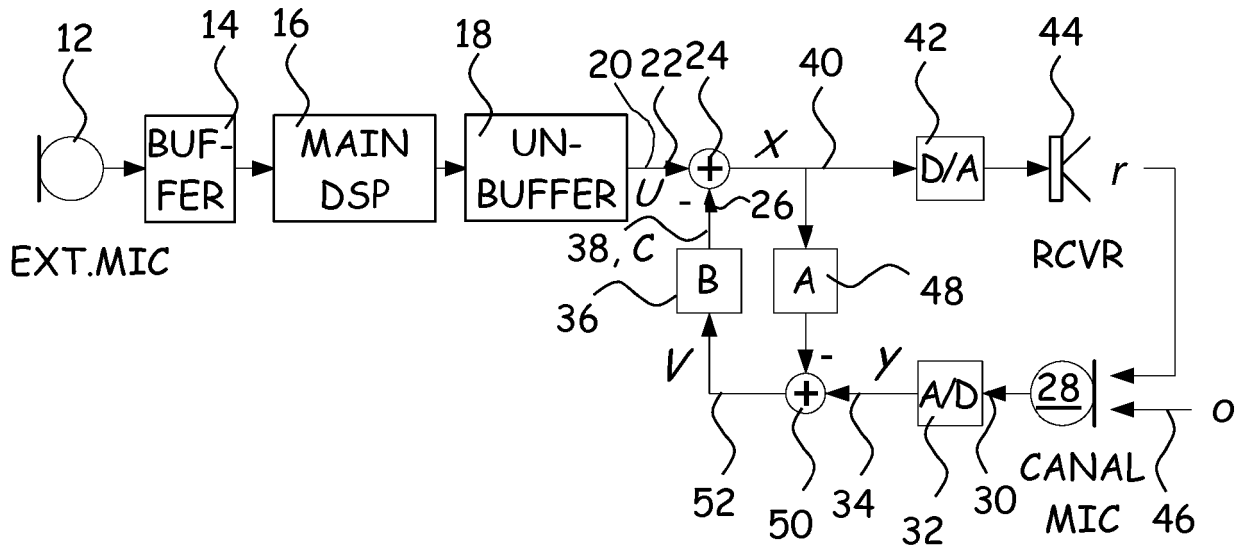 12
14
16
18
20
22
24
40
42
44
BUF-
FER
MAIN
DSP
UN-
BUFFER
U
+
-
X
D/A
r
26
EXT.MIC
38, C
RCVR
B
A
36
48
V
-
y
+
A/D
28
o
52
50
34
32
30
CANAL
MIC
46